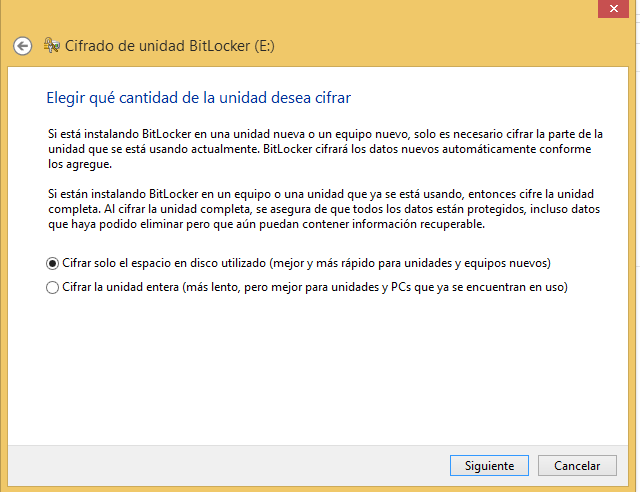 Cifrado de unidad BitLocker (E:)
Elegir qué cantidad de la unidad desea cifrar
Si está instalando BitLocker en una unidad nueva o un equipo nuevo, solo es necesario cifrar la parte de la
unidad que se está usando actualmente. BitLocker cifrará los datos nuevos automáticamente conforme
los agregue.
Si están instalando BitLocker en un equipo o una unidad que ya se está usando, entonces cifre la unidad
completa. Al cifrar la unidad completa, se asegura de que todos los datos están protegidos, incluso datos
que haya podido eliminar pero que aún puedan contener información recuperable.
Cifrar solo el espacio en disco utilizado (mejor y más rápido para unidades y equipos nuevos)
Cifrar la unidad entera (más lento, pero mejor para unidades y PCs que ya se encuentran en uso)
Siguiente
Cancelar